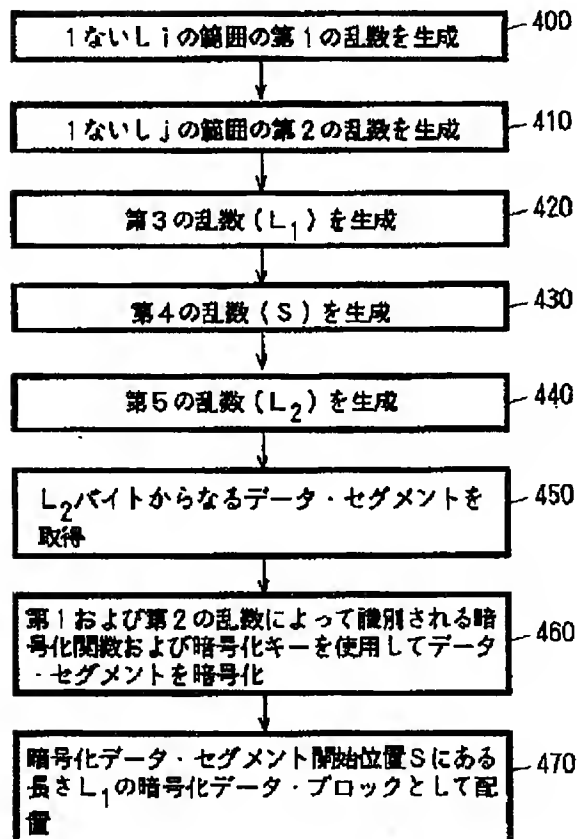 1ないしiの範囲の第1の乱数を生成
400
1ないしjの範囲の第2の乱数を生成
410
第3の乱数(L₁)を生成
420
第4の乱数(S)を生成
430
第5の乱数(L₂)を生成
440
L₂バイトからなるデータ・セグメントを
取得
450
第1および第2の乱数によって識別される暗
号化関数および暗号化キーを使用してデータ
・セグメントを暗号化
460
暗号化データ・セグメント開始位置Sにある
長さL₁の暗号化データ・ブロックとして配
置
470